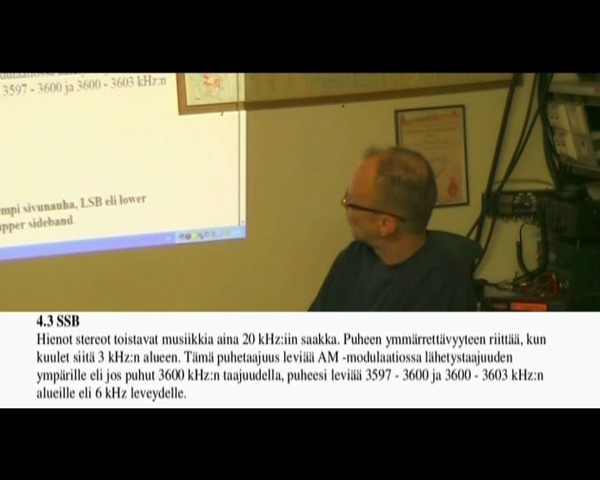 3597 - 3600 ja 3600 - 3603 kHz:n
mpi sivunauha, LSB eli lower
pper sideband.
4.3 SSB
Hienot stereot toistavat musiikkia aina 20 kHz:iin saakka. Puheen ymmärrettävyyteen riittää, kun
kuulet siitä 3 kHz:n alueen. Tämä puhetaajuus leviää AM -modulaatiossa lähetystaajuuden
ympärille eli jos puhut 3600 kHz:n taajuudella, puheesi leviää 3597 - 3600 ja 3600 - 3603 kHz:n
alueille eli 6 kHz leveydelle.